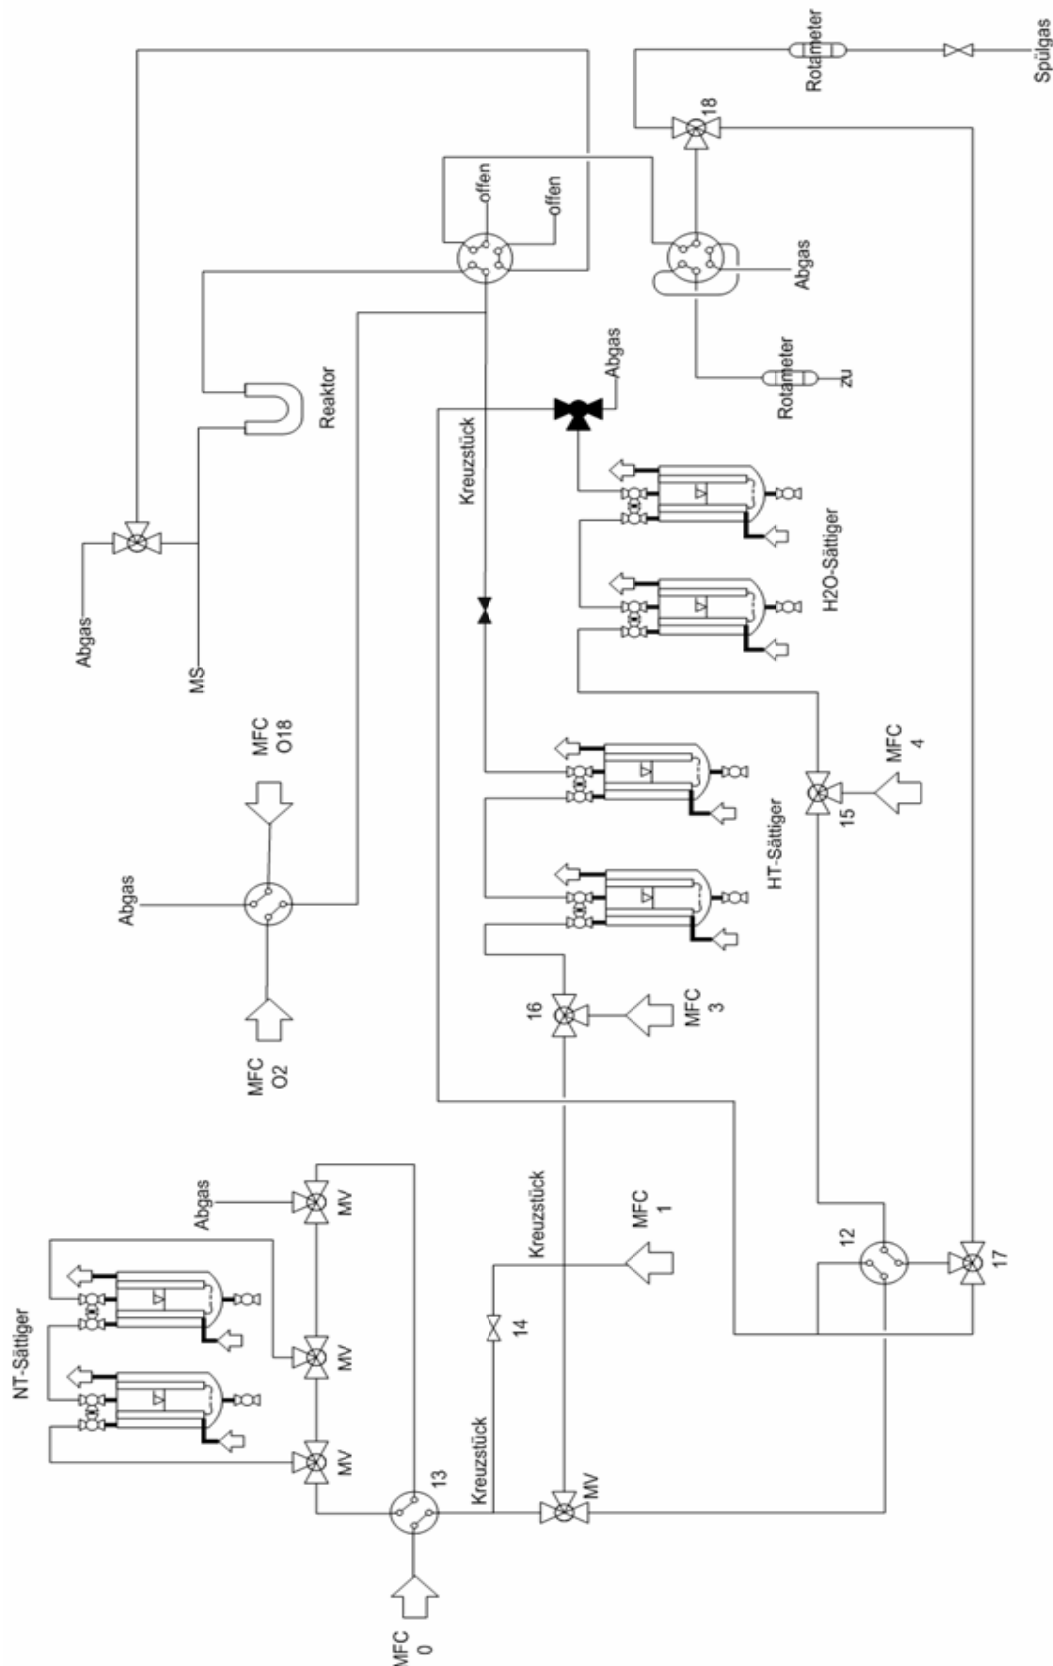 NT-Sättiger
Abgas
Abgas
MS
Abgas
MFC
O2
MFC
O18
Reaktor
MV
MV
MV
MFC
0
13
Kreuzstück
Kreuzstück
offen
14
Kreuzstück
16
offen
MV
Abgas
MFC
1
MFC
3
18
HT-Sättiger
Rotameter
Abgas
Rotameter
H2O-Sättiger
zu
12
15
MFC
4
17
Spülgas